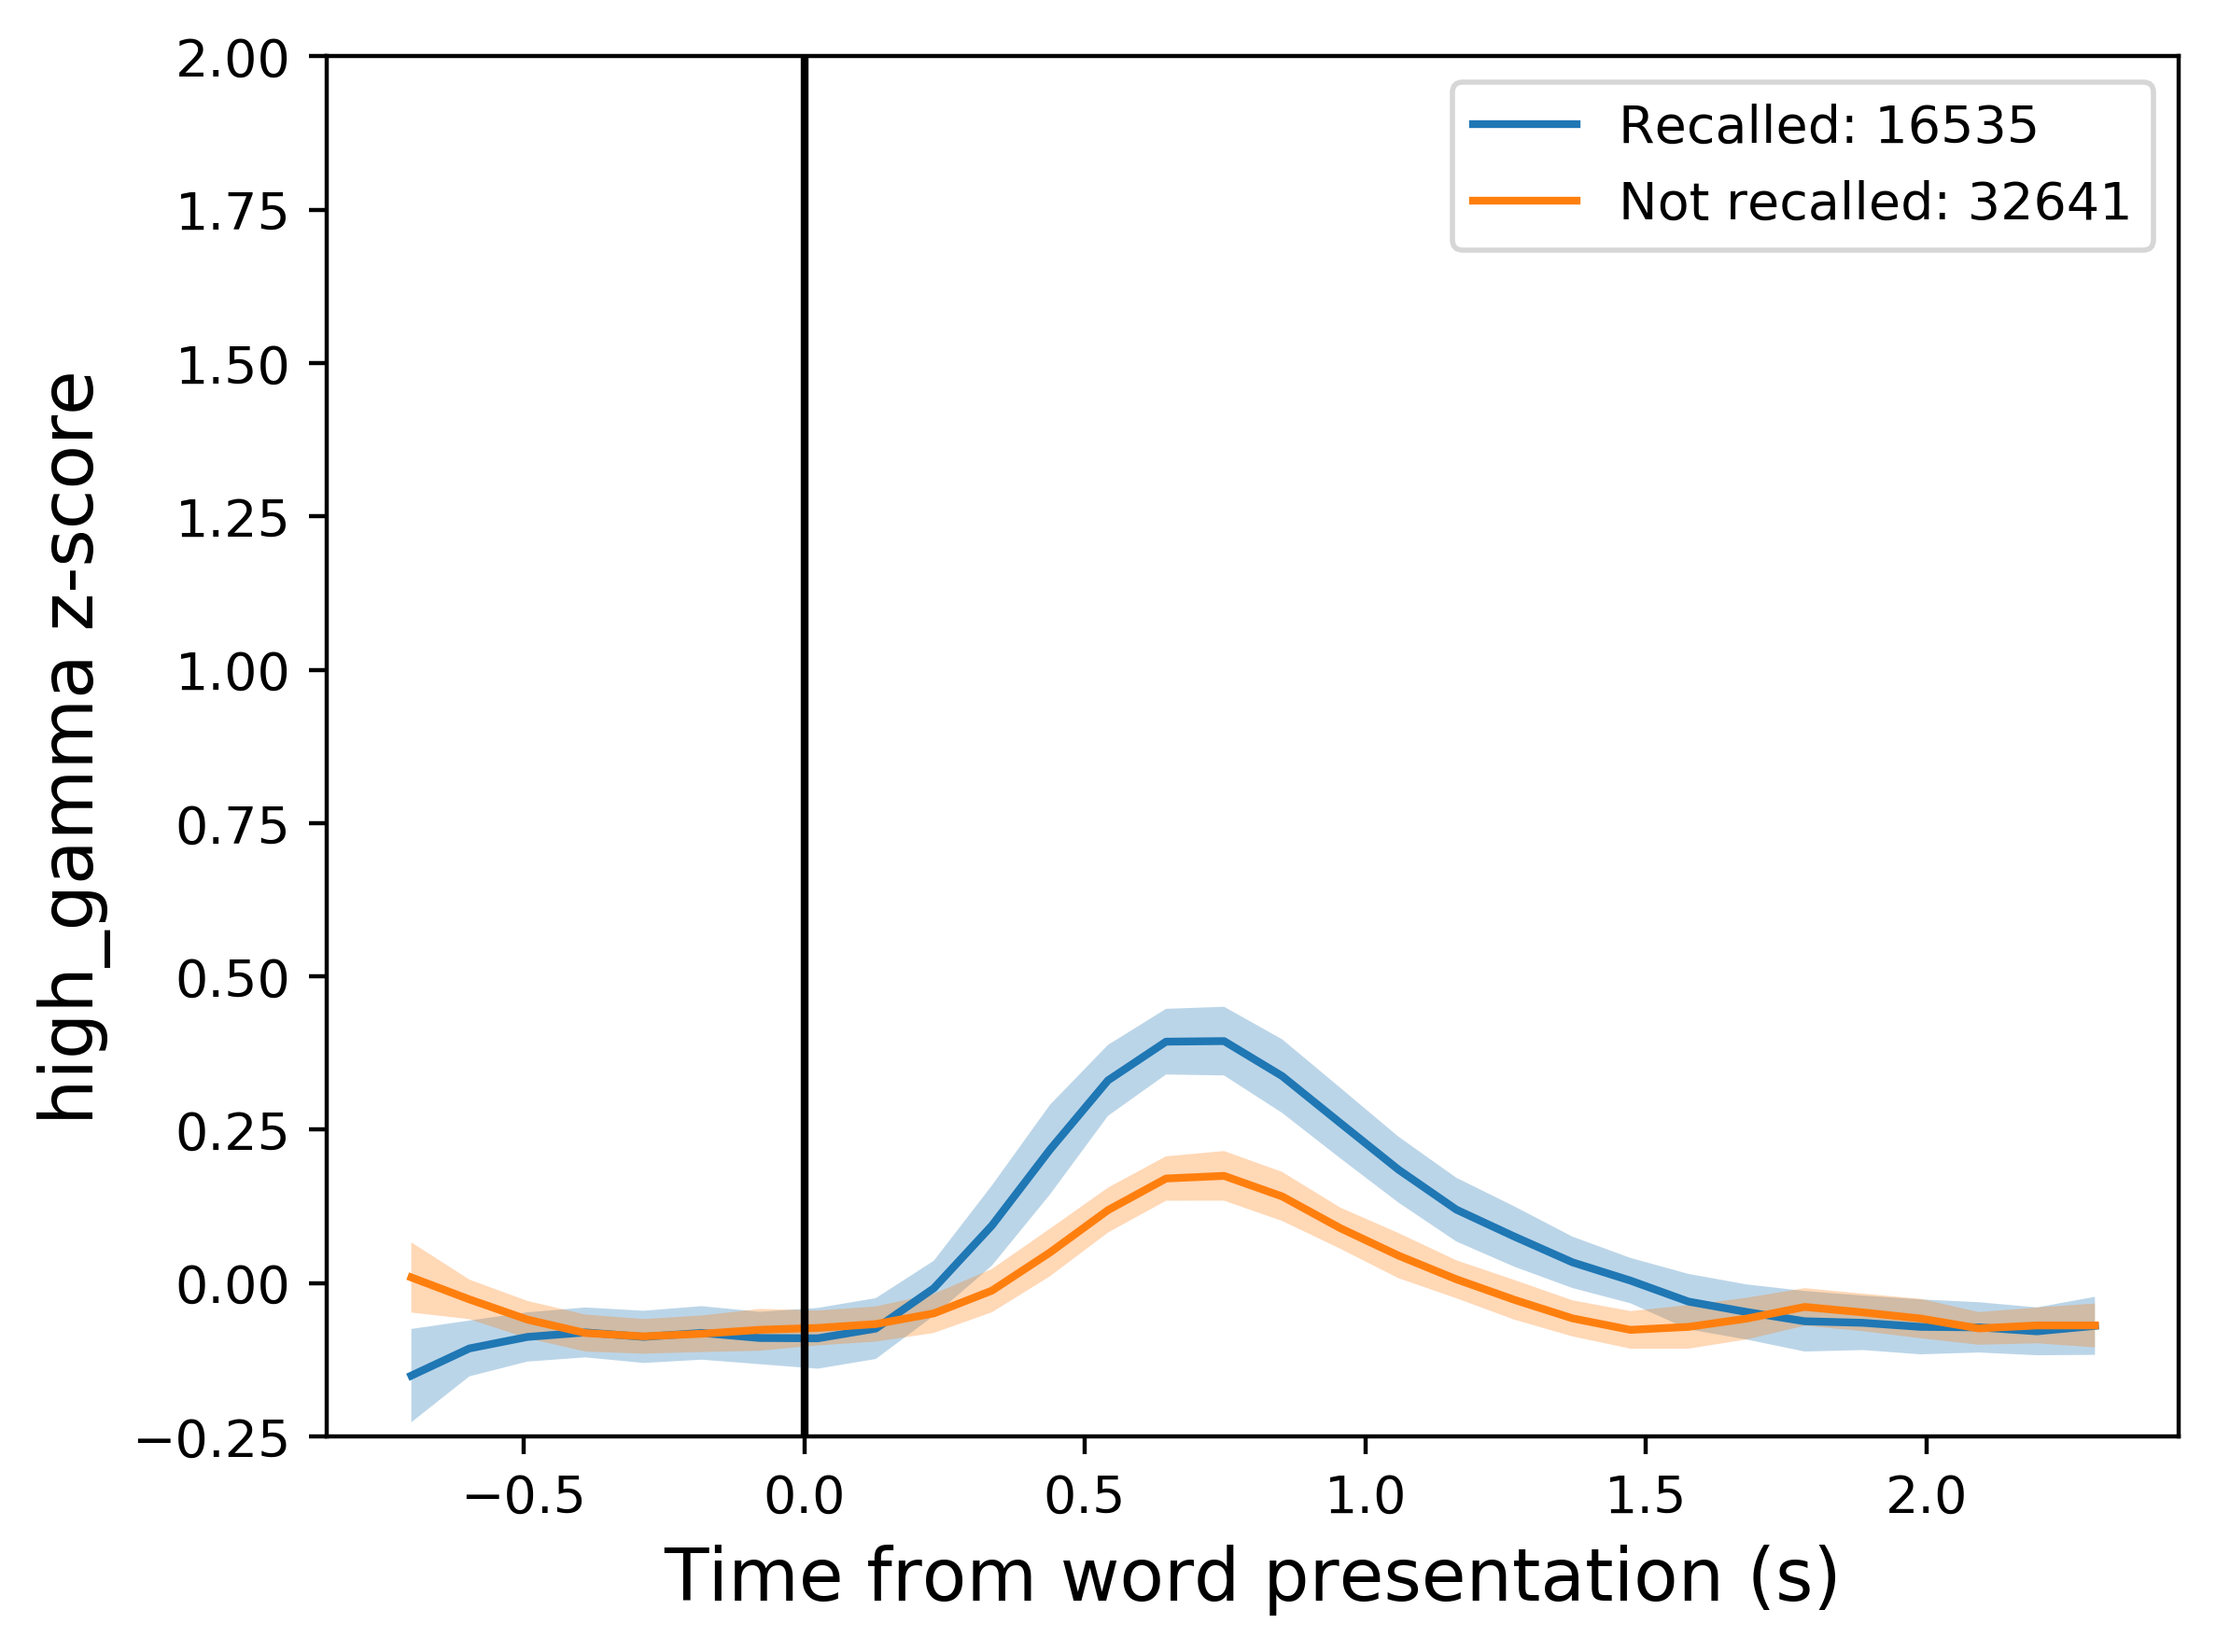 2.00
1.75
1.50
1.25
1.00
0.75
0.50
0.25
0.00
−0.25
high_gamma z-score
Recalled: 16535
Not recalled: 32641
−0.5 0.0 0.5 1.0 1.5 2.0
Time from word presentation (s)